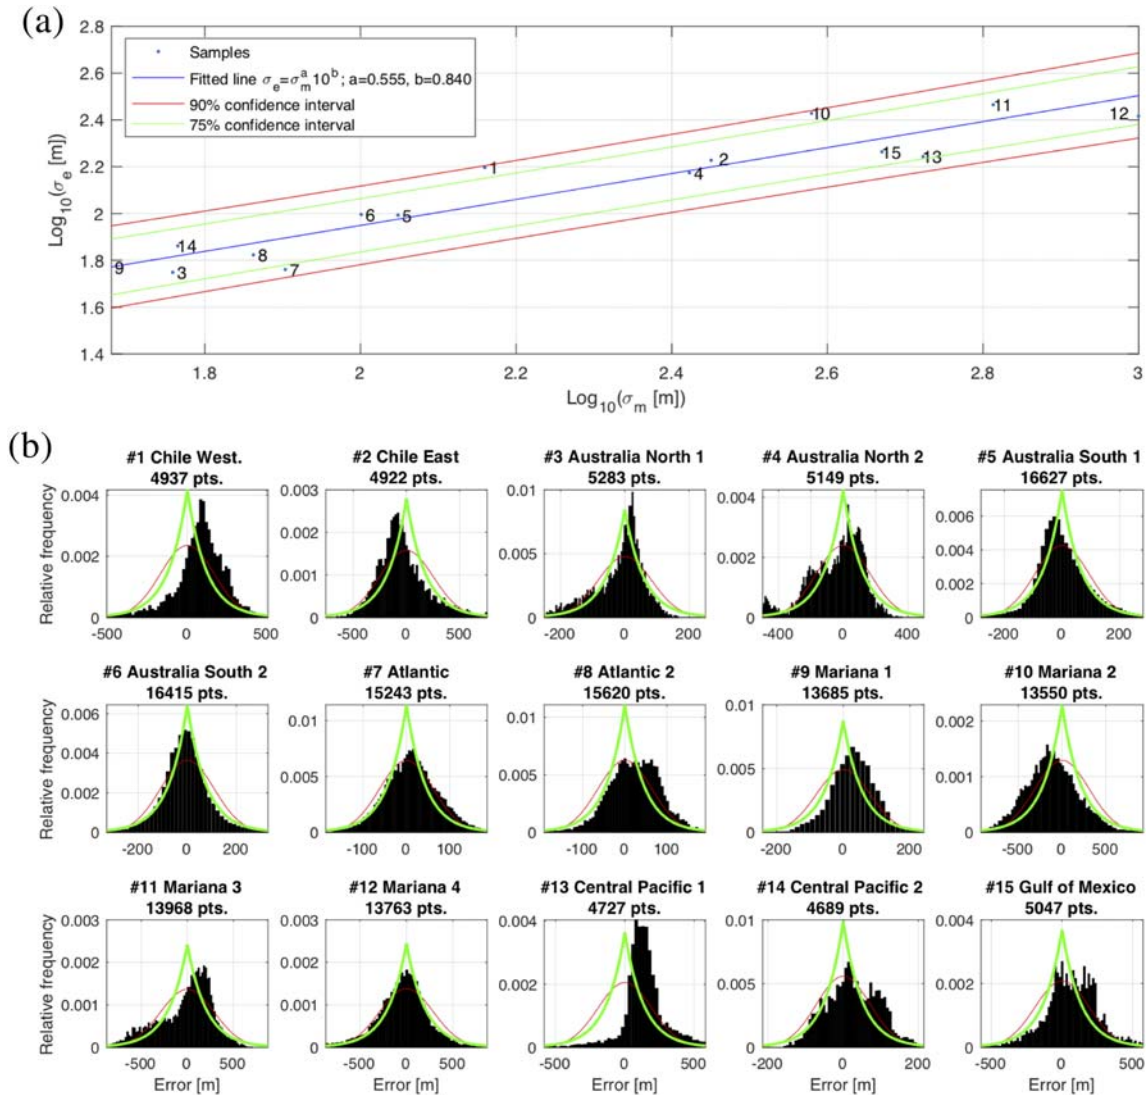 (a)
2.8
2.6
2.4
2.2
2
1.8
1.6
1.4
Log10(σe [m])
Samples
Fitted line σe=σm^a 10^b; a=0.555, b=0.840
90% confidence interval
75% confidence interval
1
2
3
4
5
6
7
8
9
10
11
12
13
14
15
1.8 2 2.2 2.4 2.6 2.8 3
Log10(σm [m])
(b)
#1 Chile West.
4937 pts.
Relative frequency
0.004
0.002
0
-500 0 500
#2 Chile East
4922 pts.
0.003
0.002
0.001
0
-500 0 500
#3 Australia North 1
5283 pts.
0.01
0.005
0
-200 0 200
#4 Australia North 2
5149 pts.
0.004
0.002
0
-400 -200 0 200 400
#5 Australia South 1
16627 pts.
0.006
0.004
0.002
0
-200 0 200
#6 Australia South 2
16415 pts.
Relative frequency
0.006
0.004
0.002
0
-200 0 200
#7 Atlantic
15243 pts.
0.01
0.005
0
-100 0 100
#8 Atlantic 2
15620 pts.
0.01
0.005
0
-100 0 100
#9 Mariana 1
13685 pts.
0.01
0.005
0
-200 0 200
#10 Mariana 2
13550 pts.
0.002
0.001
0
-500 0 500
#11 Mariana 3
13968 pts.
Relative frequency
0.003
0.002
0.001
0
-500 0 500
Error [m]
#12 Mariana 4
13763 pts.
0.003
0.002
0.001
0
-500 0 500
Error [m]
#13 Central Pacific 1
4727 pts.
0.004
0.002
0
-500 0 500
Error [m]
#14 Central Pacific 2
4689 pts.
0.01
0.005
0
-200 0 200
Error [m]
#15 Gulf of Mexico
5047 pts.
0.004
0.002
0
-500 0 500
Error [m]